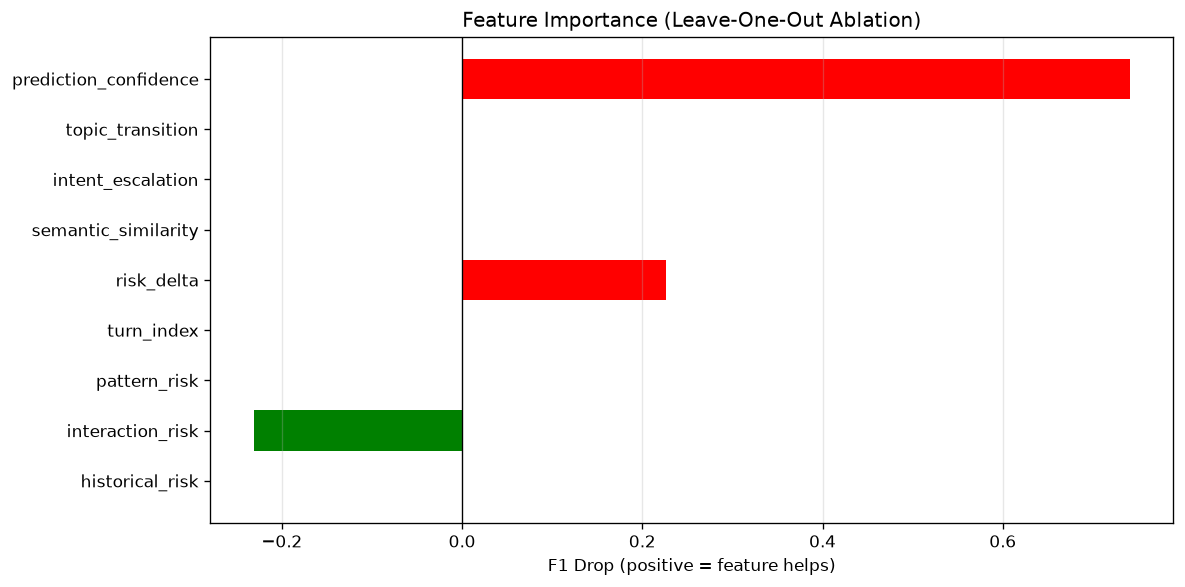 Feature Importance (Leave-One-Out Ablation)
prediction_confidence
topic_transition
intent_escalation
semantic_similarity
risk_delta
turn_index
pattern_risk
interaction_risk
historical_risk
−0.2 0.0 0.2 0.4 0.6
F1 Drop (positive = feature helps)